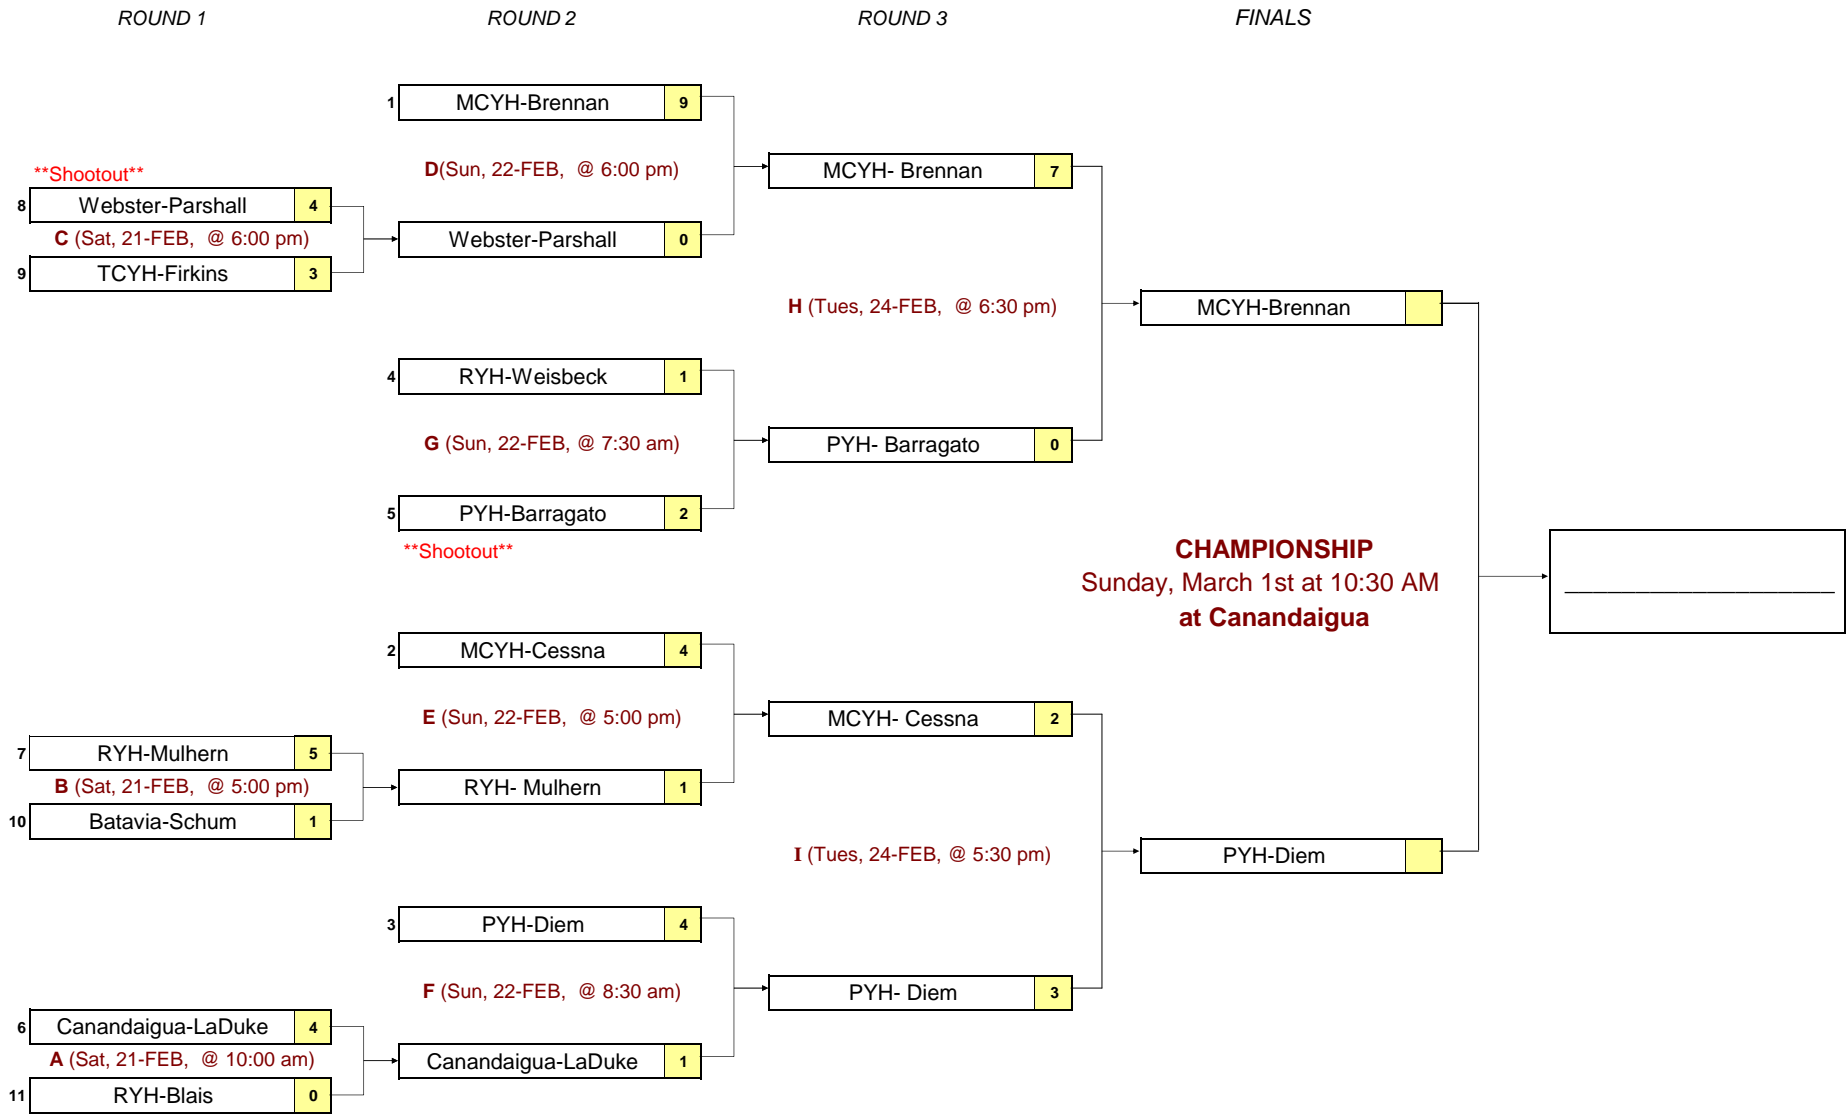 ROUND 1
ROUND 2
ROUND 3
FINALS
1 MCYH-Brennan 9
D(Sun, 22-FEB, @ 6:00 pm)
MCYH- Brennan 7
**Shootout**
8 Webster-Parshall 4
C (Sat, 21-FEB, @ 6:00 pm)
Webster-Parshall 0
9 TCYH-Firkins 3
H (Tues, 24-FEB, @ 6:30 pm)
MCYH-Brennan
4 RYH-Weisbeck 1
G (Sun, 22-FEB, @ 7:30 am)
PYH- Barragato 0
5 PYH-Barragato 2
**Shootout**
CHAMPIONSHIP
Sunday, March 1st at 10:30 AM
at Canandaigua
2 MCYH-Cessna 4
E (Sun, 22-FEB, @ 5:00 pm)
MCYH- Cessna 2
7 RYH-Mulhern 5
B (Sat, 21-FEB, @ 5:00 pm)
RYH- Mulhern 1
10 Batavia-Schum 1
I (Tues, 24-FEB, @ 5:30 pm)
PYH-Diem
3 PYH-Diem 4
F (Sun, 22-FEB, @ 8:30 am)
PYH- Diem 3
6 Canandaigua-LaDuke 4
A (Sat, 21-FEB, @ 10:00 am)
Canandaigua-LaDuke 1
11 RYH-Blais 0